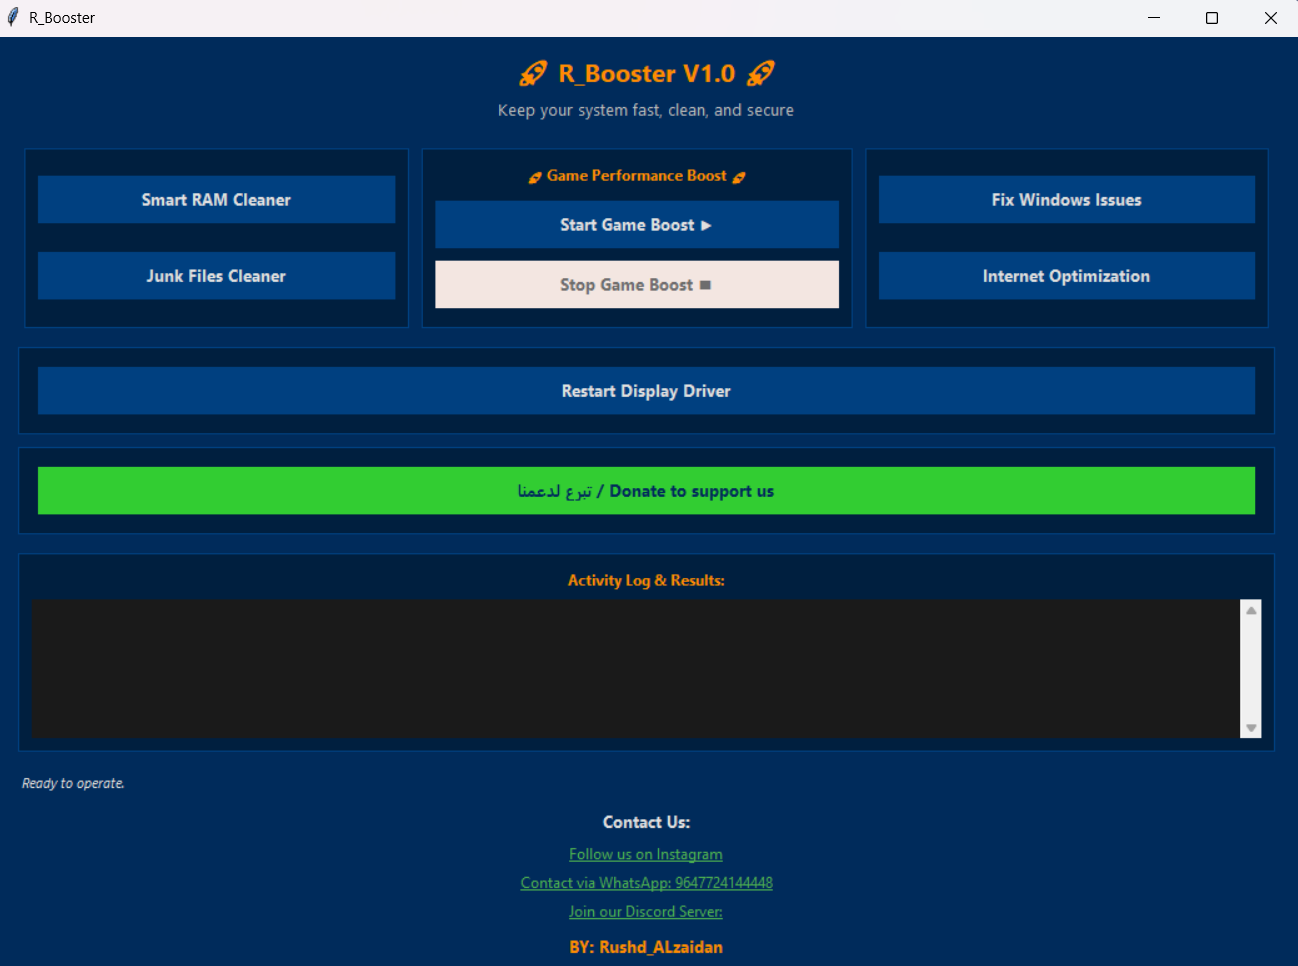 R_Booster
🚀 R_Booster V1.0 🚀
Keep your system fast, clean, and secure
Smart RAM Cleaner
Junk Files Cleaner
🚀 Game Performance Boost 🚀
Start Game Boost ▶
Stop Game Boost ■
Fix Windows Issues
Internet Optimization
Restart Display Driver
تبرع لدعمنا / Donate to support us
Activity Log & Results:
Ready to operate.
Contact Us:
Follow us on Instagram
Contact via WhatsApp: 9647724144448
Join our Discord Server:
BY: Rushd_ALzaidan